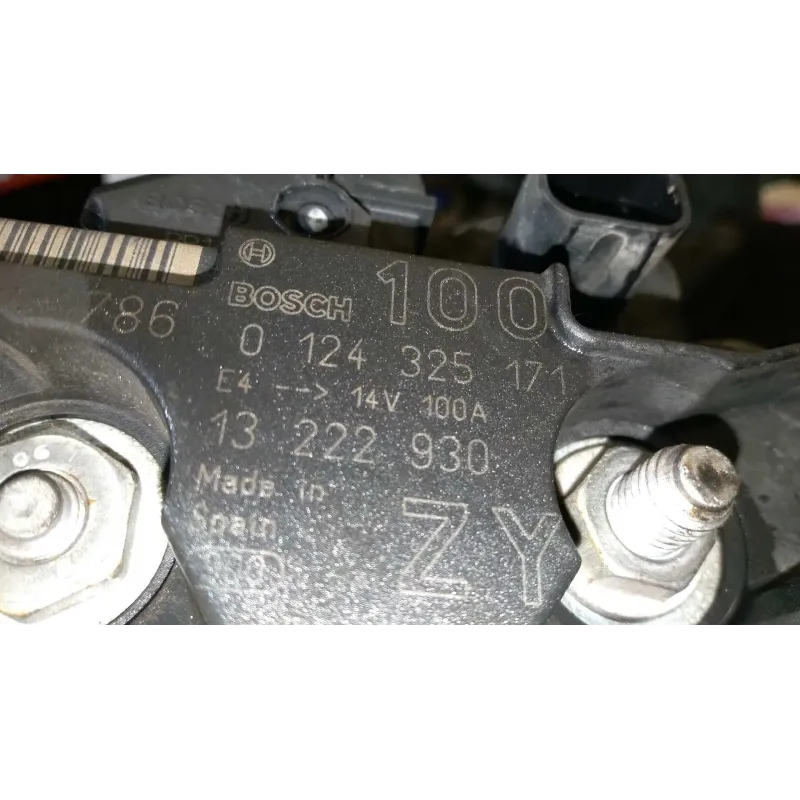 BOSCH 100
786
0 124 325 171
E4 --> 14V 100A
13 222 930
Made in
Spain
ZY